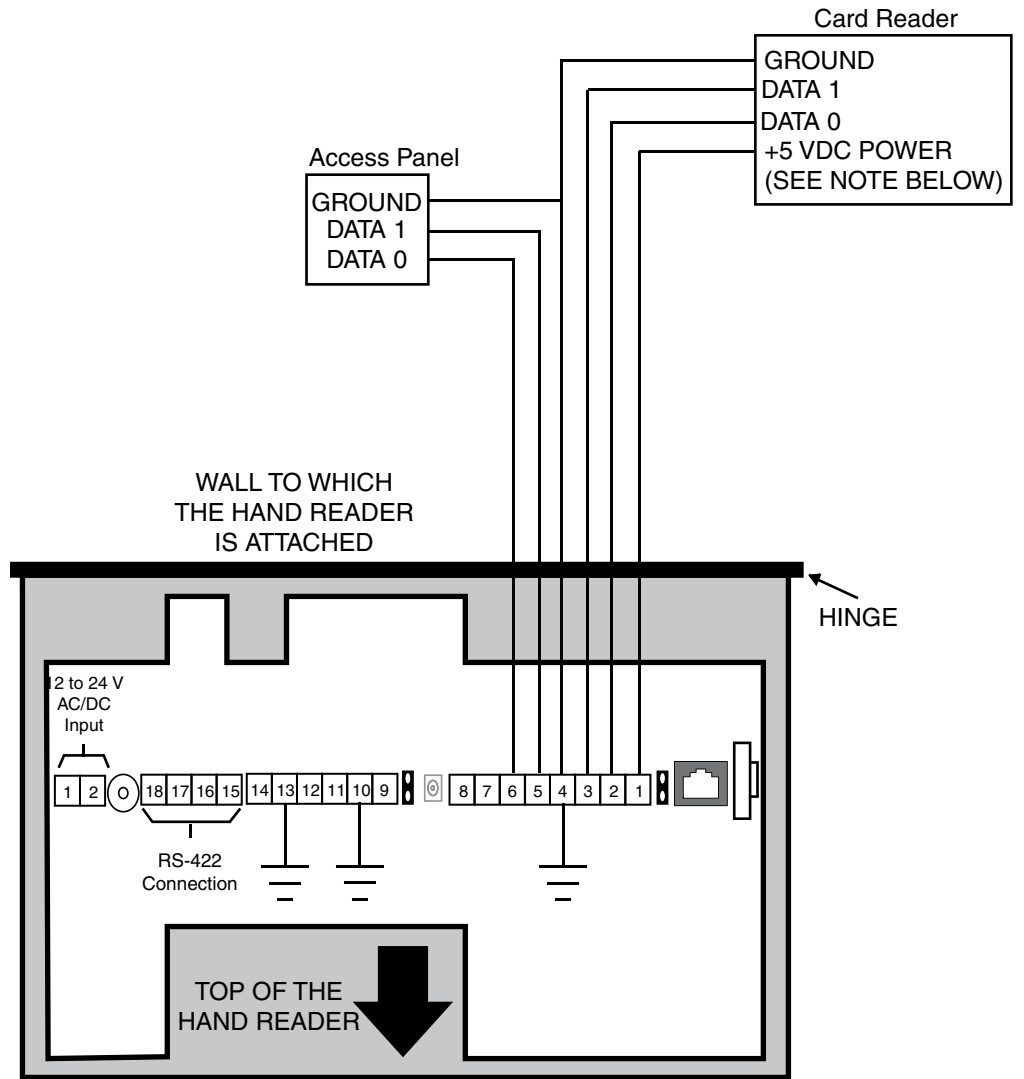 Card Reader
GROUND
DATA 1
DATA 0
+5 VDC POWER
(SEE NOTE BELOW)
Access Panel
GROUND
DATA 1
DATA 0
WALL TO WHICH
THE HAND READER
IS ATTACHED
HINGE
12 to 24 V
AC/DC
Input
1 2 18 17 16 15 14 13 12 11 10 9 8 7 6 5 4 3 2 1
RS-422
Connection
TOP OF THE
HAND READER